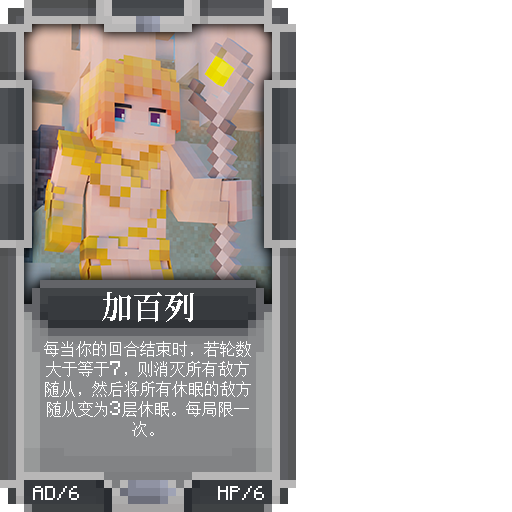 加百列
每当你的回合结束时，若轮数
大于等于7，则消灭所有敌方
随从，然后将所有休眠的敌方
随从变为3层休眠。每局限一
次。
AD/6
HP/6